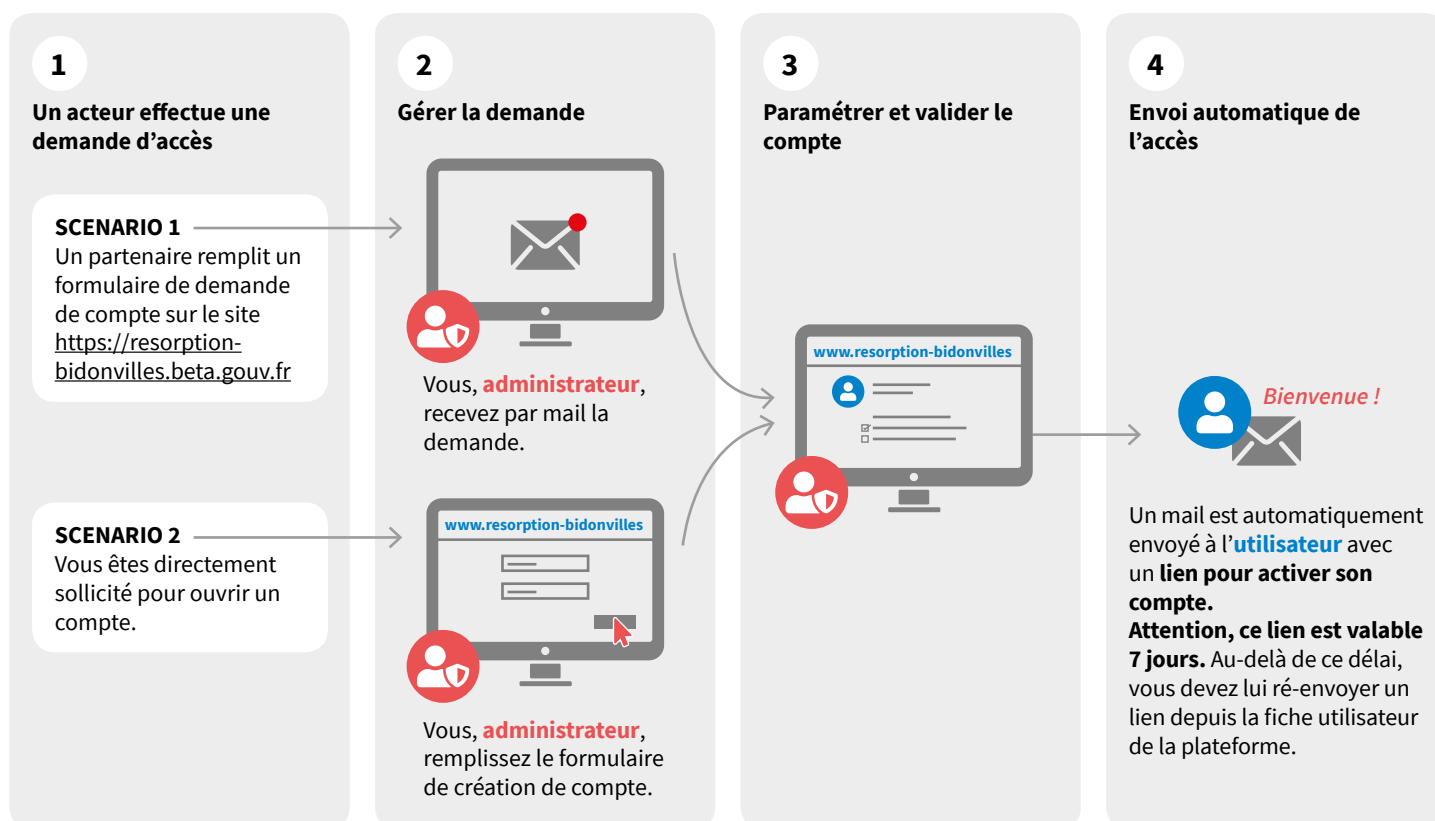 1
Un acteur effectue une
demande d'accès
SCENARIO 1
Un partenaire remplit un
formulaire de demande
de compte sur le site
https://resorption-
bidonvilles.beta.gouv.fr
SCENARIO 2
Vous êtes directement
sollicité pour ouvrir un
compte.
2
Gérer la demande
Vous, administrateur,
recevez par mail la
demande.
www.resorption-bidonvilles
Vous, administrateur,
remplissez le formulaire
de création de compte.
3
Paramétrer et valider le
compte
www.resorption-bidonvilles
4
Envoi automatique de
l'accès
Bienvenue !
Un mail est automatiquement
envoyé à l'utilisateur avec
un lien pour activer son
compte.
Attention, ce lien est valable
7 jours. Au-delà de ce délai,
vous devez lui ré-envoyer un
lien depuis la fiche utilisateur
de la plateforme.